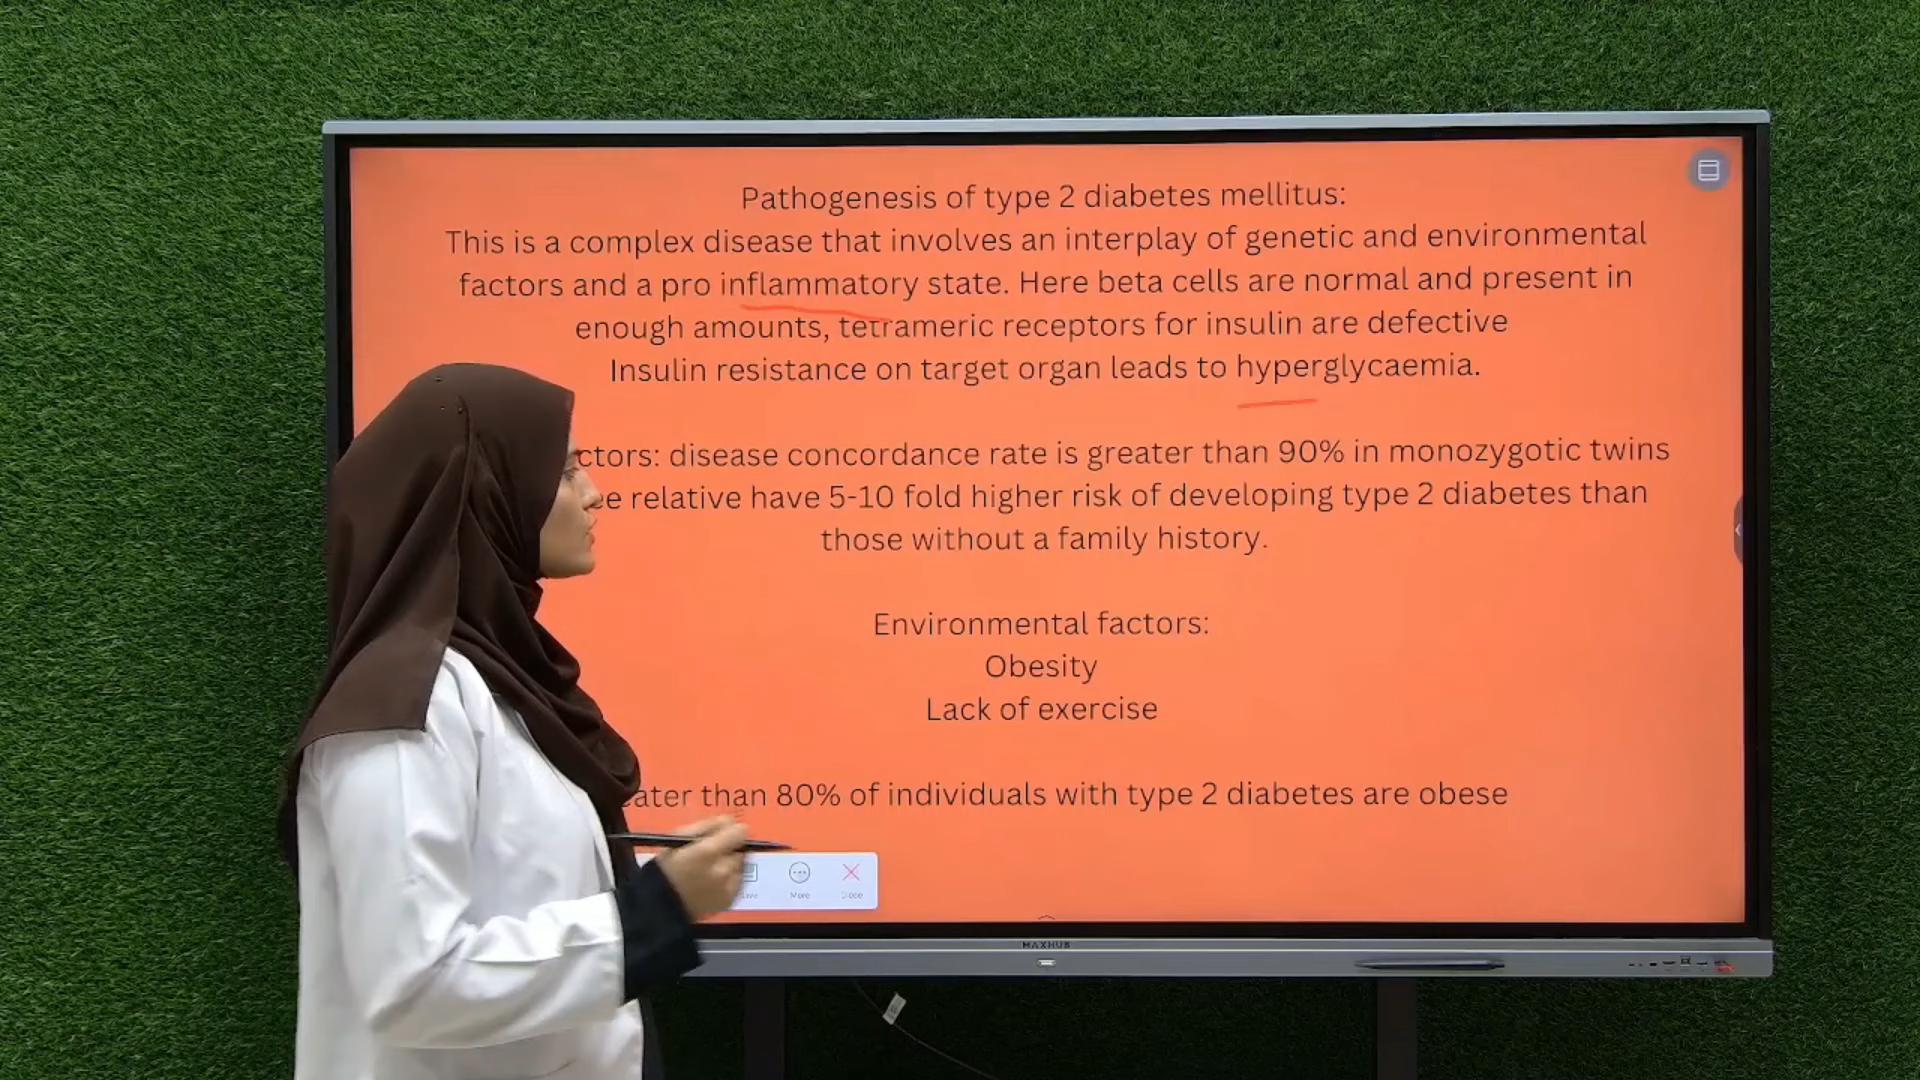 Pathogenesis of type 2 diabetes mellitus:
This is a complex disease that involves an interplay of genetic and environmental
factors and a pro inflammatory state. Here beta cells are normal and present in
enough amounts, tetrameric receptors for insulin are defective
Insulin resistance on target organ leads to hyperglycaemia.
ctors: disease concordance rate is greater than 90% in monozygotic twins
ee relative have 5-10 fold higher risk of developing type 2 diabetes than
those without a family history.
Environmental factors:
Obesity
Lack of exercise
eater than 80% of individuals with type 2 diabetes are obese
More Close
MAXHUB